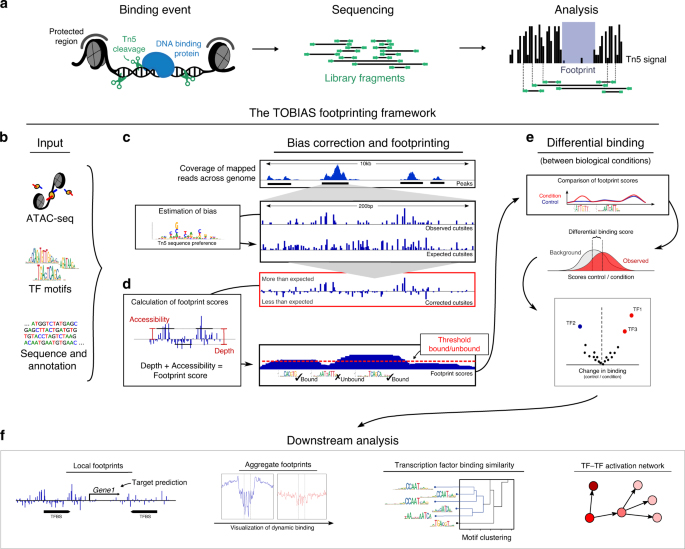 a
Binding event
Sequencing
Analysis
Protected
region
Tn5
cleavage
DNA binding
protein
Library fragments
Footprint
Tn5 signal
The TOBIAS footprinting framework
b
Input
ATAC-seq
TF motifs
... ATGGTCTATGAGC
GAGCTTACTGATGTG
TGTACCTAGTCTAAG
ACAATGAATGTGAAC ...
Sequence and
annotation
c
Bias correction and footprinting
Coverage of mapped
reads across genome
10kb
Peaks
Estimation of bias
Tn5 sequence preference
200bp
Observed cutsites
Expected cutsites
More than expected
Less than expected
Corrected cutsites
d
Calculation of footprint scores
Accessibility
Depth
Depth + Accessibility =
Footprint score
Threshold
bound/unbound
Footprint scores
Bound
Unbound
Bound
e
Differential binding
(between biological conditions)
Comparison of footprint scores
Condition
Control
Differential binding score
Background
Observed
Scores control / condition
TF1
TF2
TF3
Change in binding
(control / condition)
f
Downstream analysis
Local footprints
Target prediction
Gene1
TFBS
TFBS
Aggregate footprints
Visualization of dynamic binding
Transcription factor binding similarity
Motif clustering
TF–TF activation network